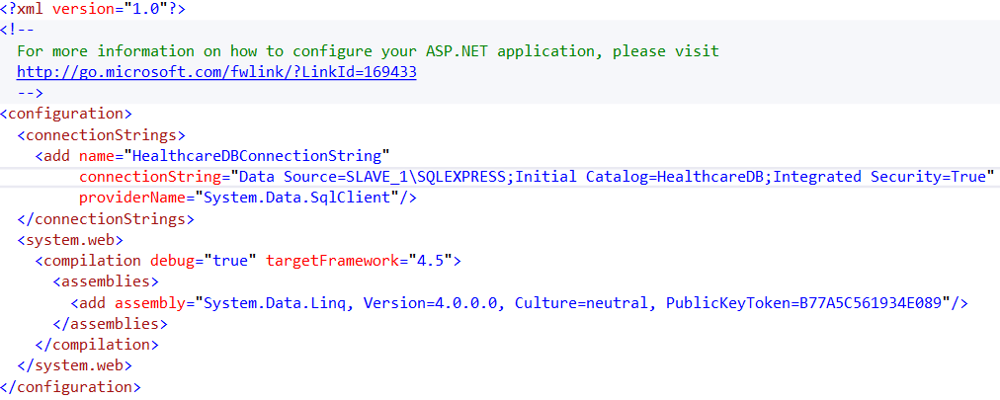 <?xml version="1.0"?>
<!--
For more information on how to configure your ASP.NET application, please visit
http://go.microsoft.com/fwlink/?LinkId=169433
-->
<configuration>
<connectionStrings>
<add name="HealthcareDBConnectionString"
connectionString="Data Source=SLAVE_1\SQLEXPRESS;Initial Catalog=HealthcareDB;Integrated Security=True"
providerName="System.Data.SqlClient"/>
</connectionStrings>
<system.web>
<compilation debug="true" targetFramework="4.5">
<assemblies>
<add assembly="System.Data.Linq, Version=4.0.0.0, Culture=neutral, PublicKeyToken=B77A5C561934E089"/>
</assemblies>
</compilation>
</system.web>
</configuration>